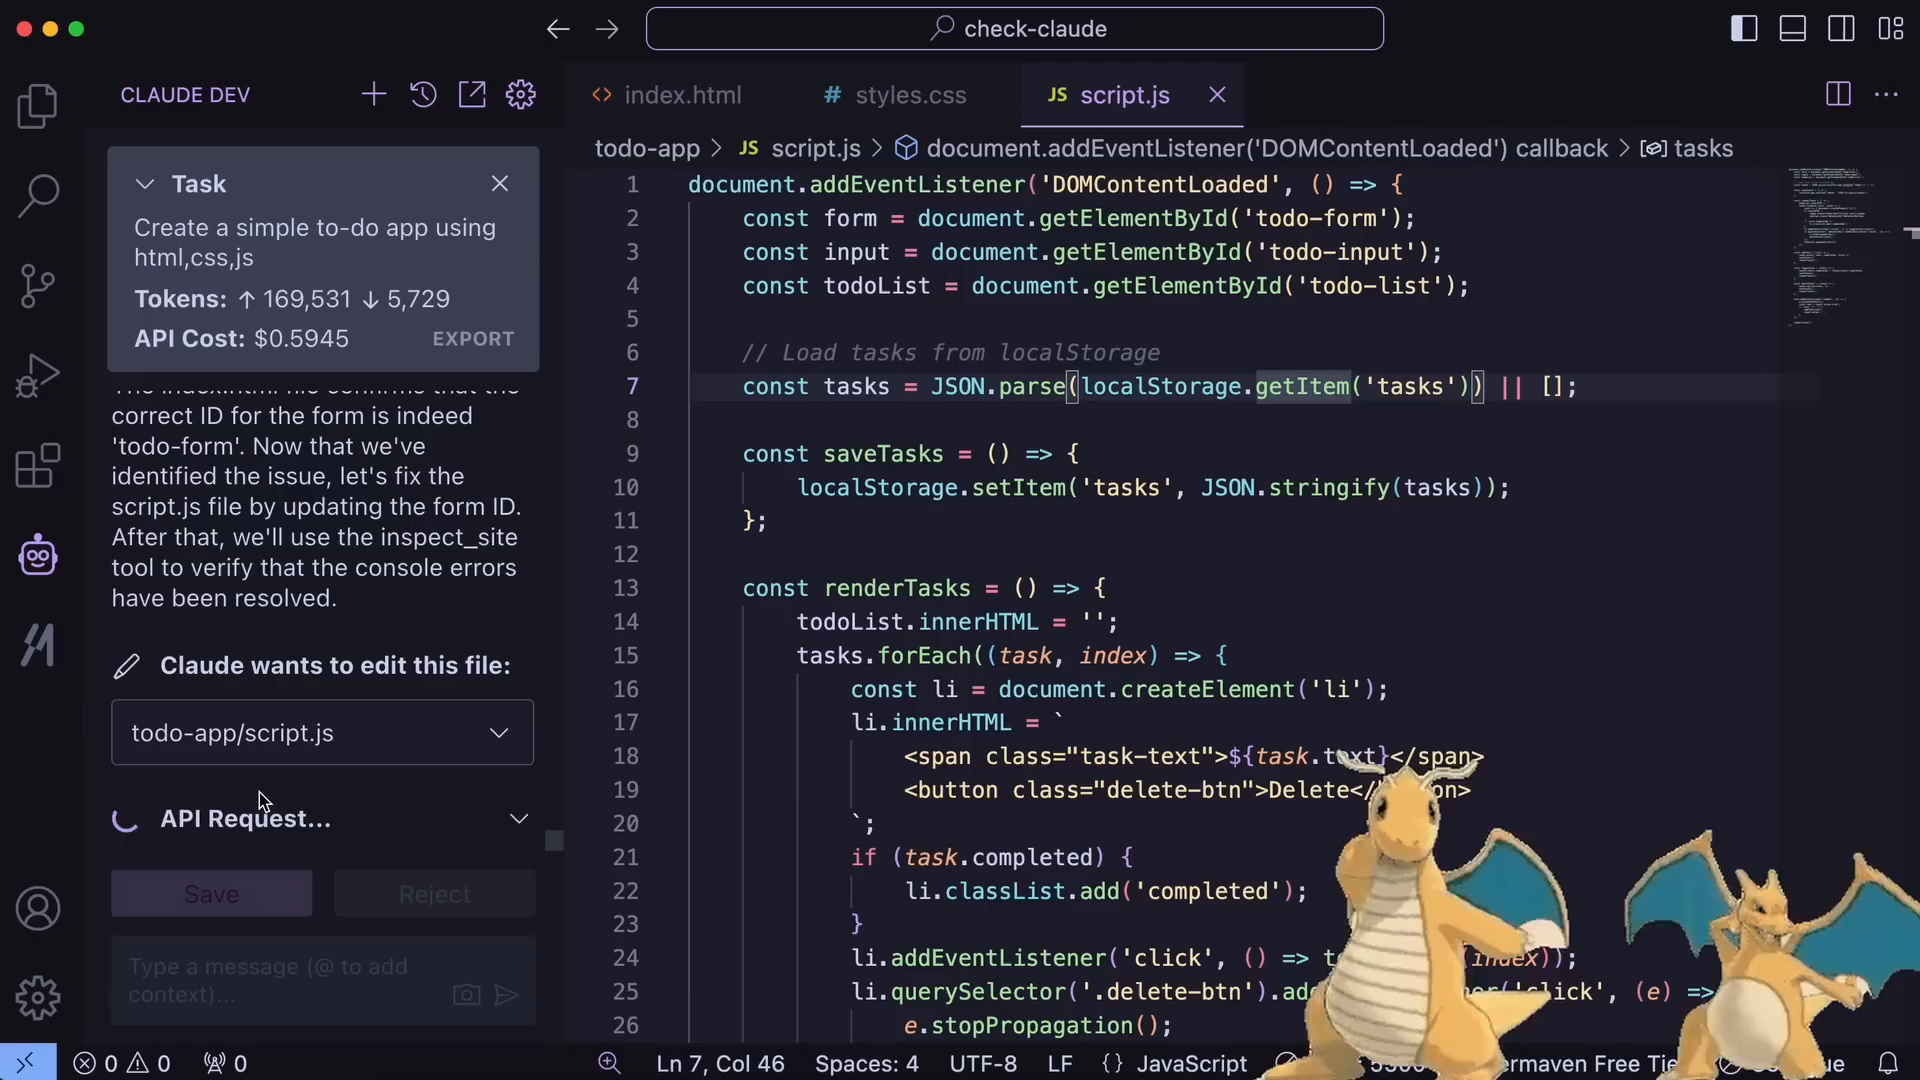 check-claude
CLAUDE DEV
Task
Create a simple to-do app using
html,css,js
Tokens: ↑ 169,531 ↓ 5,729
API Cost: $0.5945
EXPORT
correct ID for the form is indeed
'todo-form'. Now that we've
identified the issue, let's fix the
script.js file by updating the form ID.
After that, we'll use the inspect_site
tool to verify that the console errors
have been resolved.
Claude wants to edit this file:
todo-app/script.js
API Request...
Save
Reject
Type a message (@ to add
context)...
<> index.html
# styles.css
JS script.js
todo-app > JS script.js > document.addEventListener('DOMContentLoaded') callback > tasks
1 document.addEventListener('DOMContentLoaded', () => {
2 const form = document.getElementById('todo-form');
3 const input = document.getElementById('todo-input');
4 const todoList = document.getElementById('todo-list');
5
6 // Load tasks from localStorage
7 const tasks = JSON.parse(localStorage.getItem('tasks')) || [];
8
9 const saveTasks = () => {
10 localStorage.setItem('tasks', JSON.stringify(tasks));
11 };
12
13 const renderTasks = () => {
14 todoList.innerHTML = '';
15 tasks.forEach((task, index) => {
16 const li = document.createElement('li');
17 li.innerHTML = `
18 <span class="task-text">${task.text}</span>
19 <button class="delete-btn">Delete</
20 `;
21 if (task.completed) {
22 li.classList.add('completed');
23 }
24 li.addEventListener('click', () => (index));
25 li.querySelector('.delete-btn').ad 'click', (e) =>
26 e.stopPropagation();
0 0 0
Ln 7, Col 46
Spaces: 4
UTF-8
LF
{} JavaScript
Free